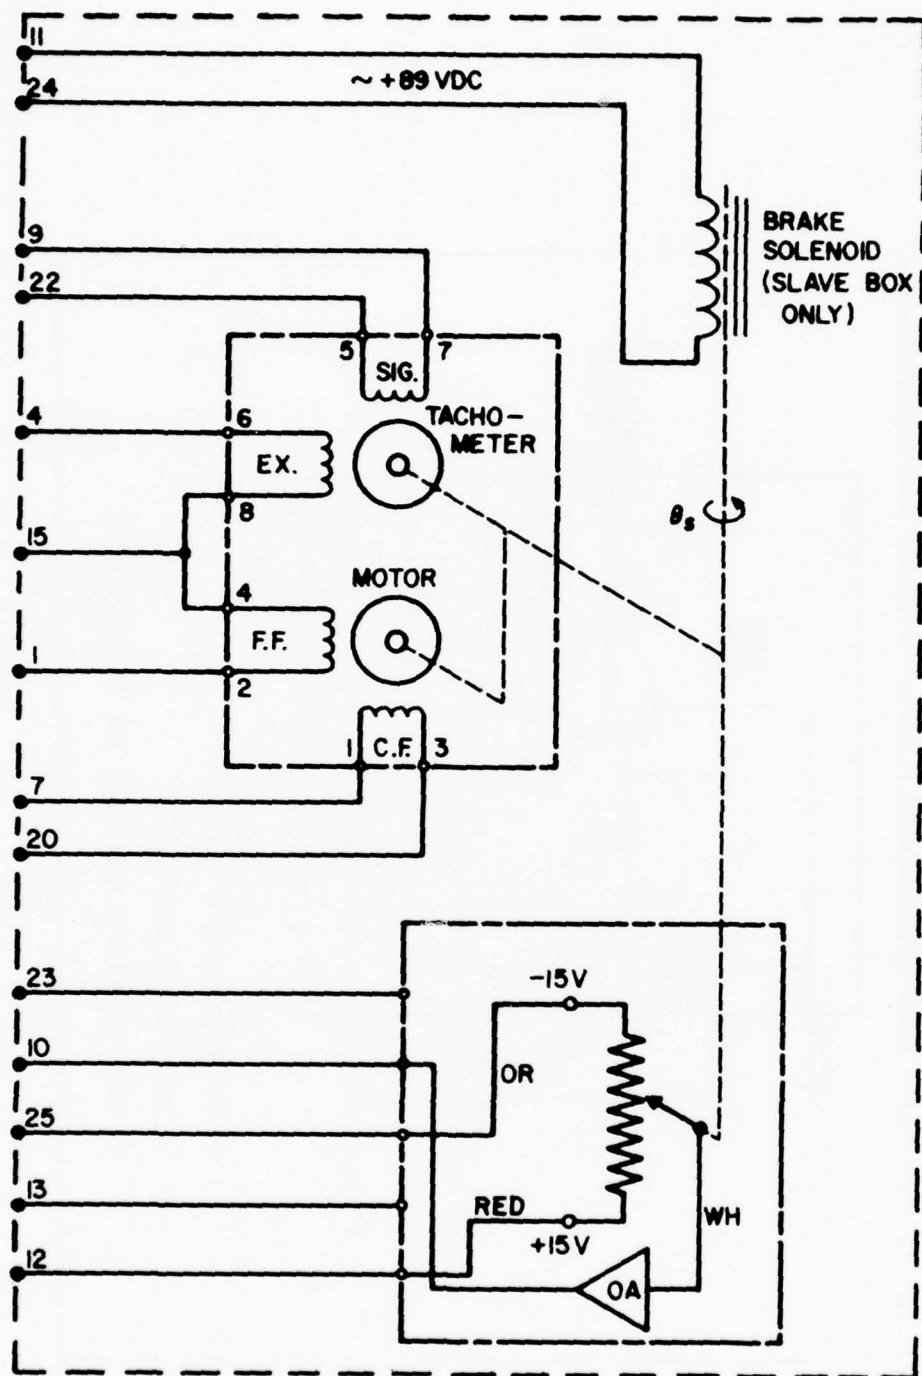 11
~ +89 VDC
24
BRAKE
SOLENOID
(SLAVE BOX
ONLY)
9
22
5
7
SIG.
TACHO-
METER
4
6
EX.
8
θs
15
MOTOR
4
F.F.
1
2
1
C.F.
3
7
20
23
-15V
10
OR
25
13
RED
WH
+15V
12
OA